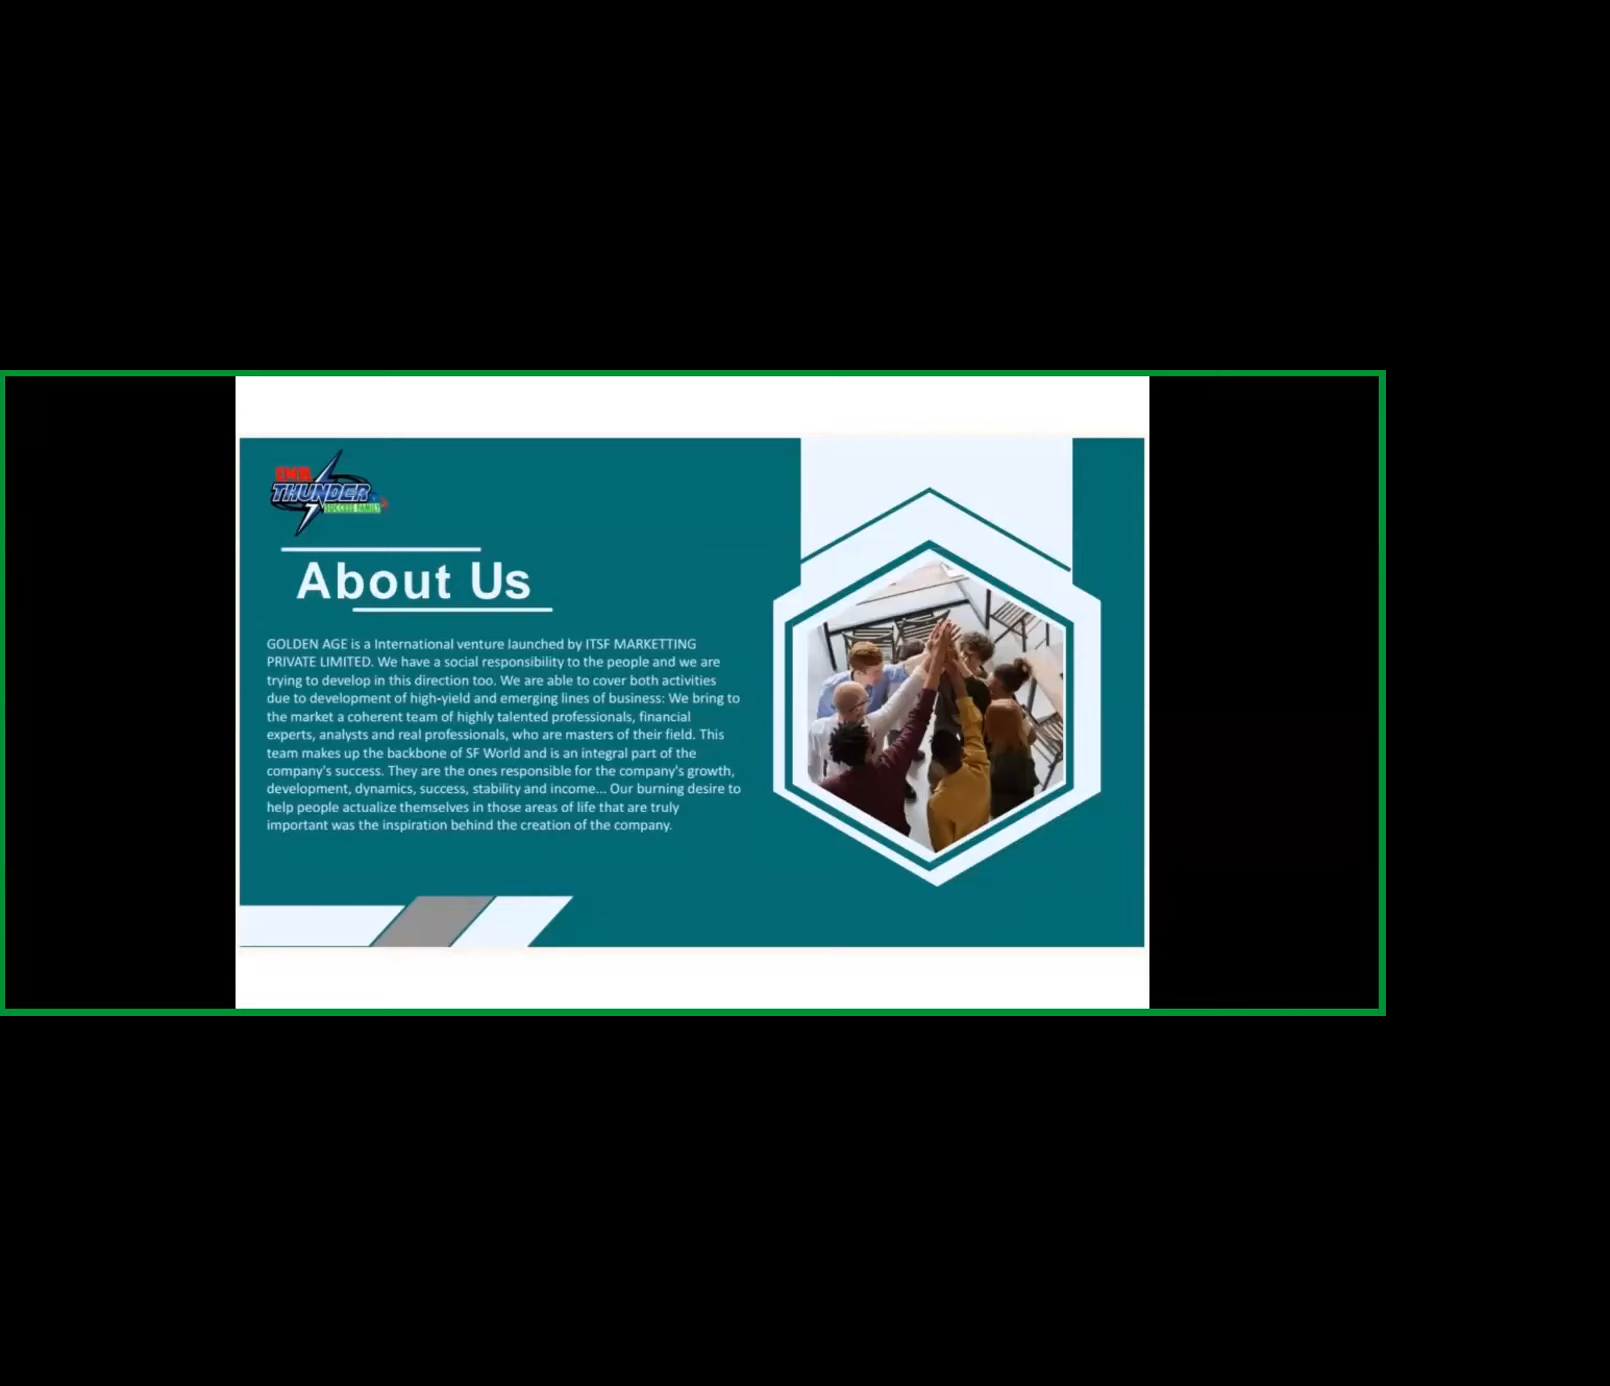 THUNDER
SUCCESS FAMILY
About Us
GOLDEN AGE is a International venture launched by ITSF MARKETTING
PRIVATE LIMITED. We have a social responsibility to the people and we are
trying to develop in this direction too. We are able to cover both activities
due to development of high-yield and emerging lines of business: We bring to
the market a coherent team of highly talented professionals, financial
experts, analysts and real professionals, who are masters of their field. This
team makes up the backbone of SF World and is an integral part of the
company's success. They are the ones responsible for the company's growth,
development, dynamics, success, stability and income... Our burning desire to
help people actualize themselves in those areas of life that are truly
important was the inspiration behind the creation of the company.